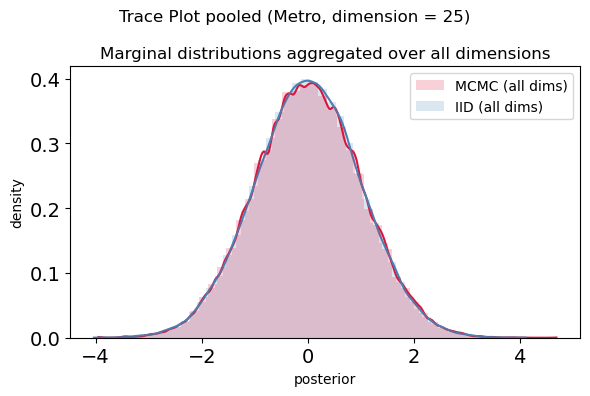 Trace Plot pooled (Metro, dimension = 25)
Marginal distributions aggregated over all dimensions
MCMC (all dims)
IID (all dims)
density
0.4
0.3
0.2
0.1
0.0
−4 −2 0 2 4
posterior